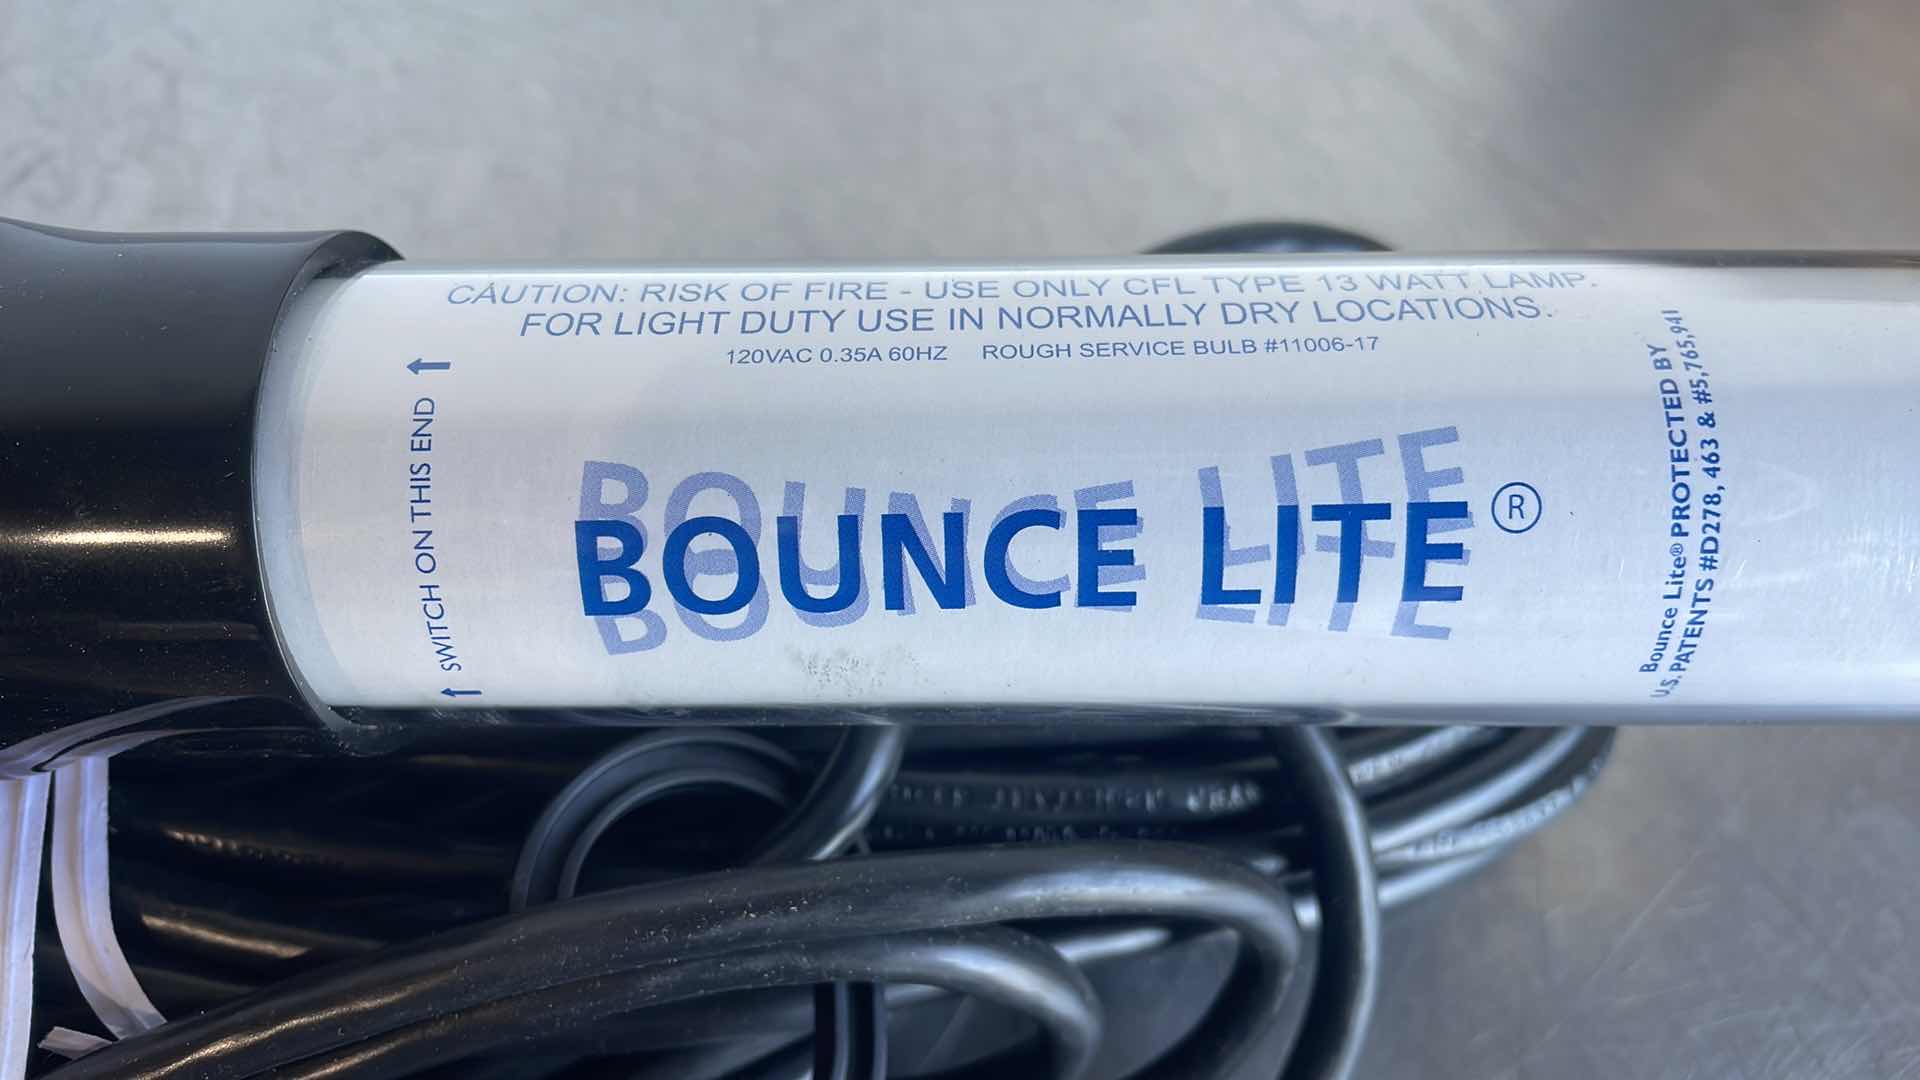 CAUTION: RISK OF FIRE - USE ONLY CFL TYPE 13 WATT LAMP.
FOR LIGHT DUTY USE IN NORMALLY DRY LOCATIONS.
120VAC 0.35A 60HZ ROUGH SERVICE BULB #11006-17
SWITCH ON THIS END
BOUNCE LITE®
Bounce Lite® PROTECTED BY
U.S. PATENTS #D278, 463 & #5,765,941